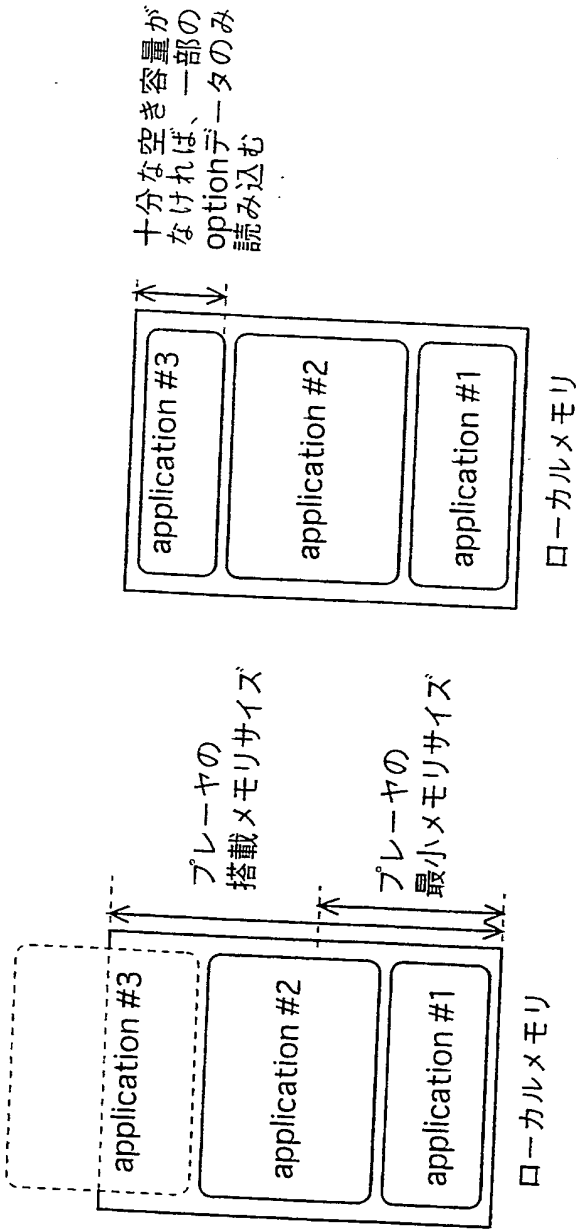 application #3
application #2
application #1
ローカルメモリ
プレーヤの
搭載メモリサイズ
プレーヤの
最小メモリサイズ
application #3
application #2
application #1
ローカルメモリ
十分な空き容量が
なければ、一部の
optionデータのみ
読み込む